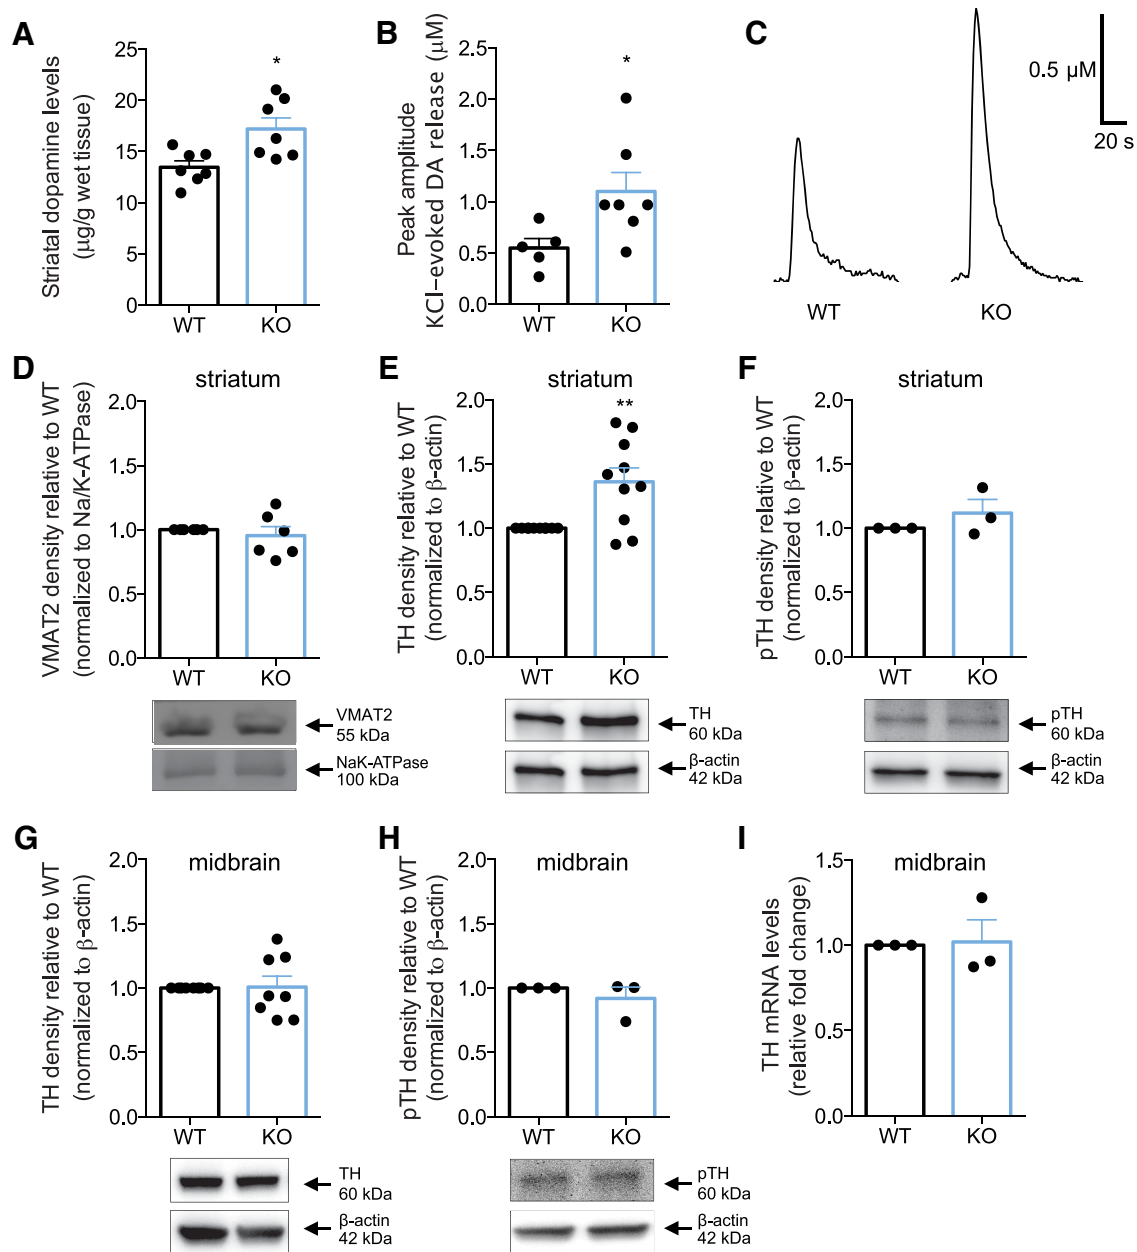 A
Striatal dopamine levels
(µg/g wet tissue)
25
20
15
10
5
0
*
WT
KO
B
Peak amplitude
KCl−evoked DA release (µM)
2.5
2.0
1.5
1.0
0.5
0.0
*
WT
KO
C
0.5 µM
20 s
WT
KO
D
striatum
VMAT2 density relative to WT
(normalized to Na/K-ATPase)
2.0
1.5
1.0
0.5
0.0
WT
KO
VMAT2
55 kDa
NaK-ATPase
100 kDa
E
striatum
TH density relative to WT
(normalized to β-actin)
2.0
1.5
1.0
0.5
0.0
**
WT
KO
TH
60 kDa
β-actin
42 kDa
F
striatum
pTH density relative to WT
(normalized to β-actin)
2.0
1.5
1.0
0.5
0.0
WT
KO
pTH
60 kDa
β-actin
42 kDa
G
midbrain
TH density relative to WT
(normalized to β-actin)
2.0
1.5
1.0
0.5
0.0
WT
KO
TH
60 kDa
β-actin
42 kDa
H
midbrain
pTH density relative to WT
(normalized to β-actin)
2.0
1.5
1.0
0.5
0.0
WT
KO
pTH
60 kDa
β-actin
42 kDa
I
midbrain
TH mRNA levels
(relative fold change)
1.5
1.0
0.5
0.0
WT
KO